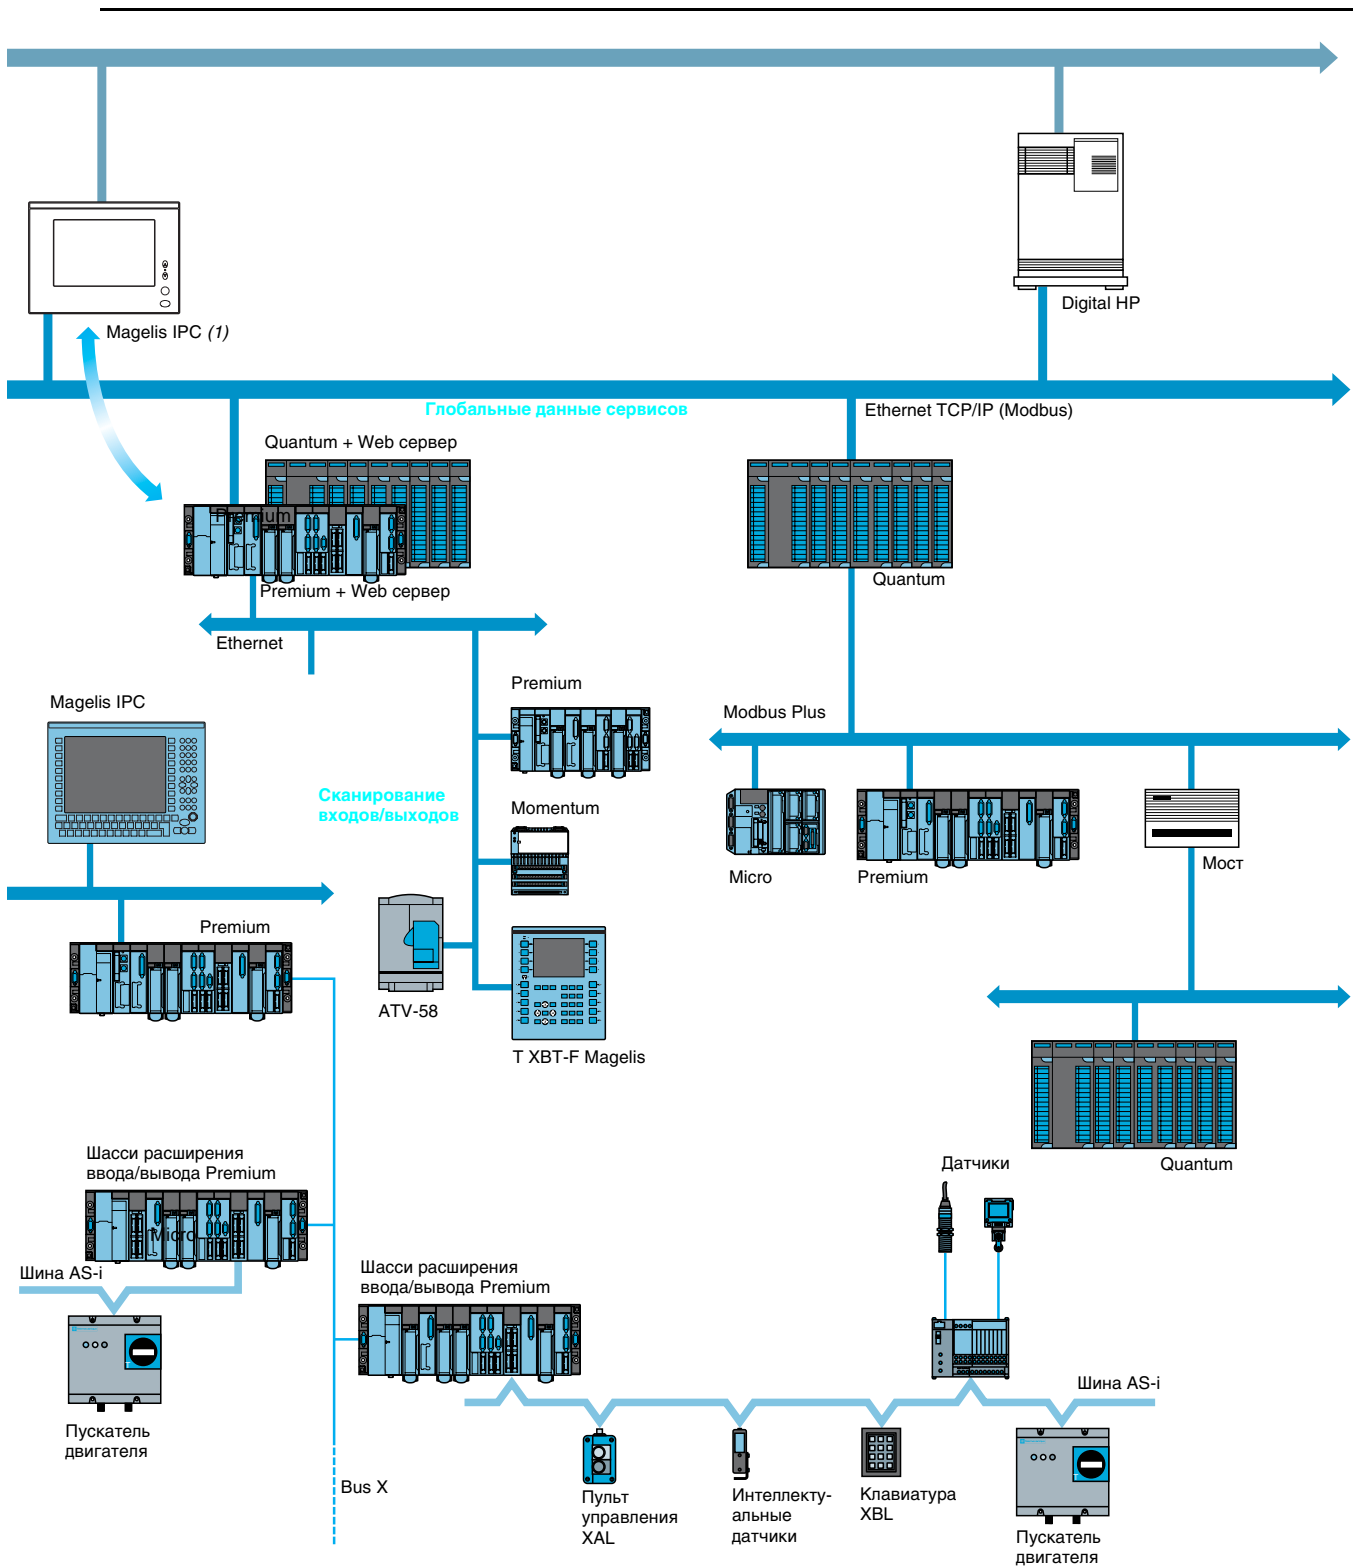 Magelis IPC (1)
Digital HP
Глобальные данные сервисов
Ethernet TCP/IP (Modbus)
Quantum + Web сервер
Premium
Premium + Web сервер
Quantum
Ethernet
Magelis IPC
Premium
Modbus Plus
Сканирование
входов/выходов
Momentum
Micro
Premium
Мост
Premium
ATV-58
T XBT-F Magelis
Шасси расширения
ввода/вывода Premium
Micro
Quantum
Датчики
Шина AS-i
Шасси расширения
ввода/вывода Premium
Шина AS-i
Пускатель
двигателя
Bus X
Пульт
управления
XAL
Интеллекту-
альные
датчики
Клавиатура
XBL
Пускатель
двигателя